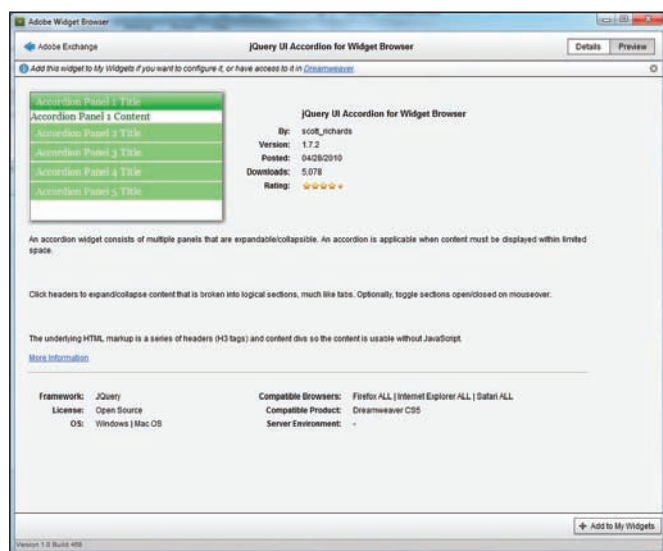 Adobe Widget Browser
Adobe Exchange
jQuery UI Accordion for Widget Browser
Details
Preview
Add this widget to My Widgets if you want to configure it, or have access to it in Dreamweaver.
Accordion Panel 1 Title
Accordion Panel 1 Content
Accordion Panel 2 Title
Accordion Panel 3 Title
Accordion Panel 4 Title
Accordion Panel 5 Title
jQuery UI Accordion for Widget Browser
By: scott_richards
Version: 1.7.2
Posted: 04/28/2010
Downloads: 5,078
Rating:
An accordion widget consists of multiple panels that are expandable/collapsible. An accordion is applicable when content must be displayed within limited
space.
Click headers to expand/collapse content that is broken into logical sections, much like tabs. Optionally, toggle sections open/closed on mouseover.
The underlying HTML markup is a series of headers (H3 tags) and content divs so the content is usable without JavaScript.
More Information
Framework: JQuery
License: Open Source
OS: Windows | Mac OS
Compatible Browsers: Firefox ALL | Internet Explorer ALL | Safari ALL
Compatible Product: Dreamweaver CS5
Server Environment: -
+ Add to My Widgets
Version 1.0 Build 468